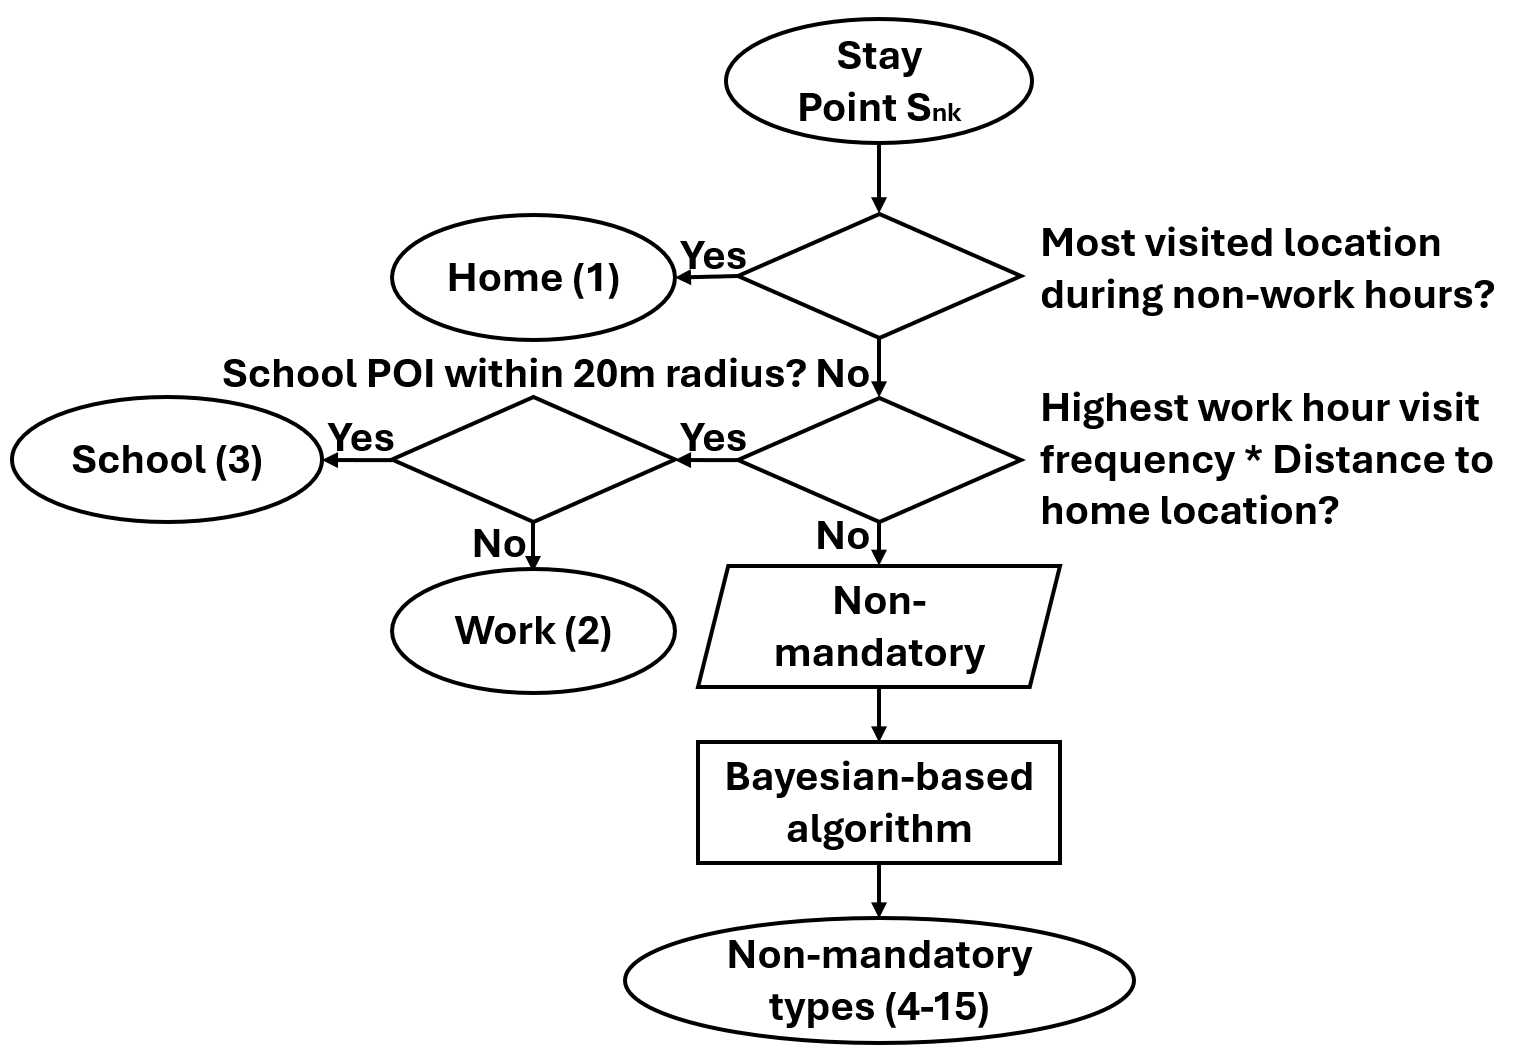 Stay
Point Snk
Yes
Home (1)
Most visited location
during non-work hours?
School POI within 20m radius? No
Highest work hour visit
frequency * Distance to
home location?
School (3)
Yes
Yes
No
No
Work (2)
Non-
mandatory
Bayesian-based
algorithm
Non-mandatory
types (4-15)